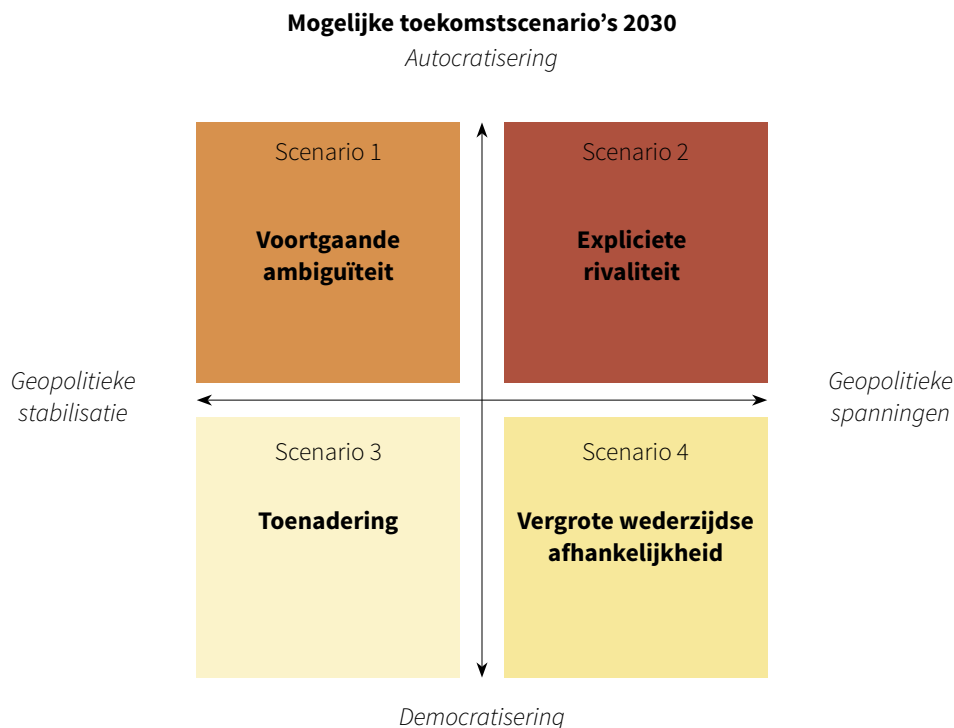 Mogelijke toekomstscenario’s 2030
Autocratisering
Scenario 1
Voortgaande
ambiguïteit
Scenario 2
Expliciete
rivaliteit
Geopolitieke
stabilisatie
Geopolitieke
spanningen
Scenario 3
Toenadering
Scenario 4
Vergrote wederzijdse
afhankelijkheid
Democratisering